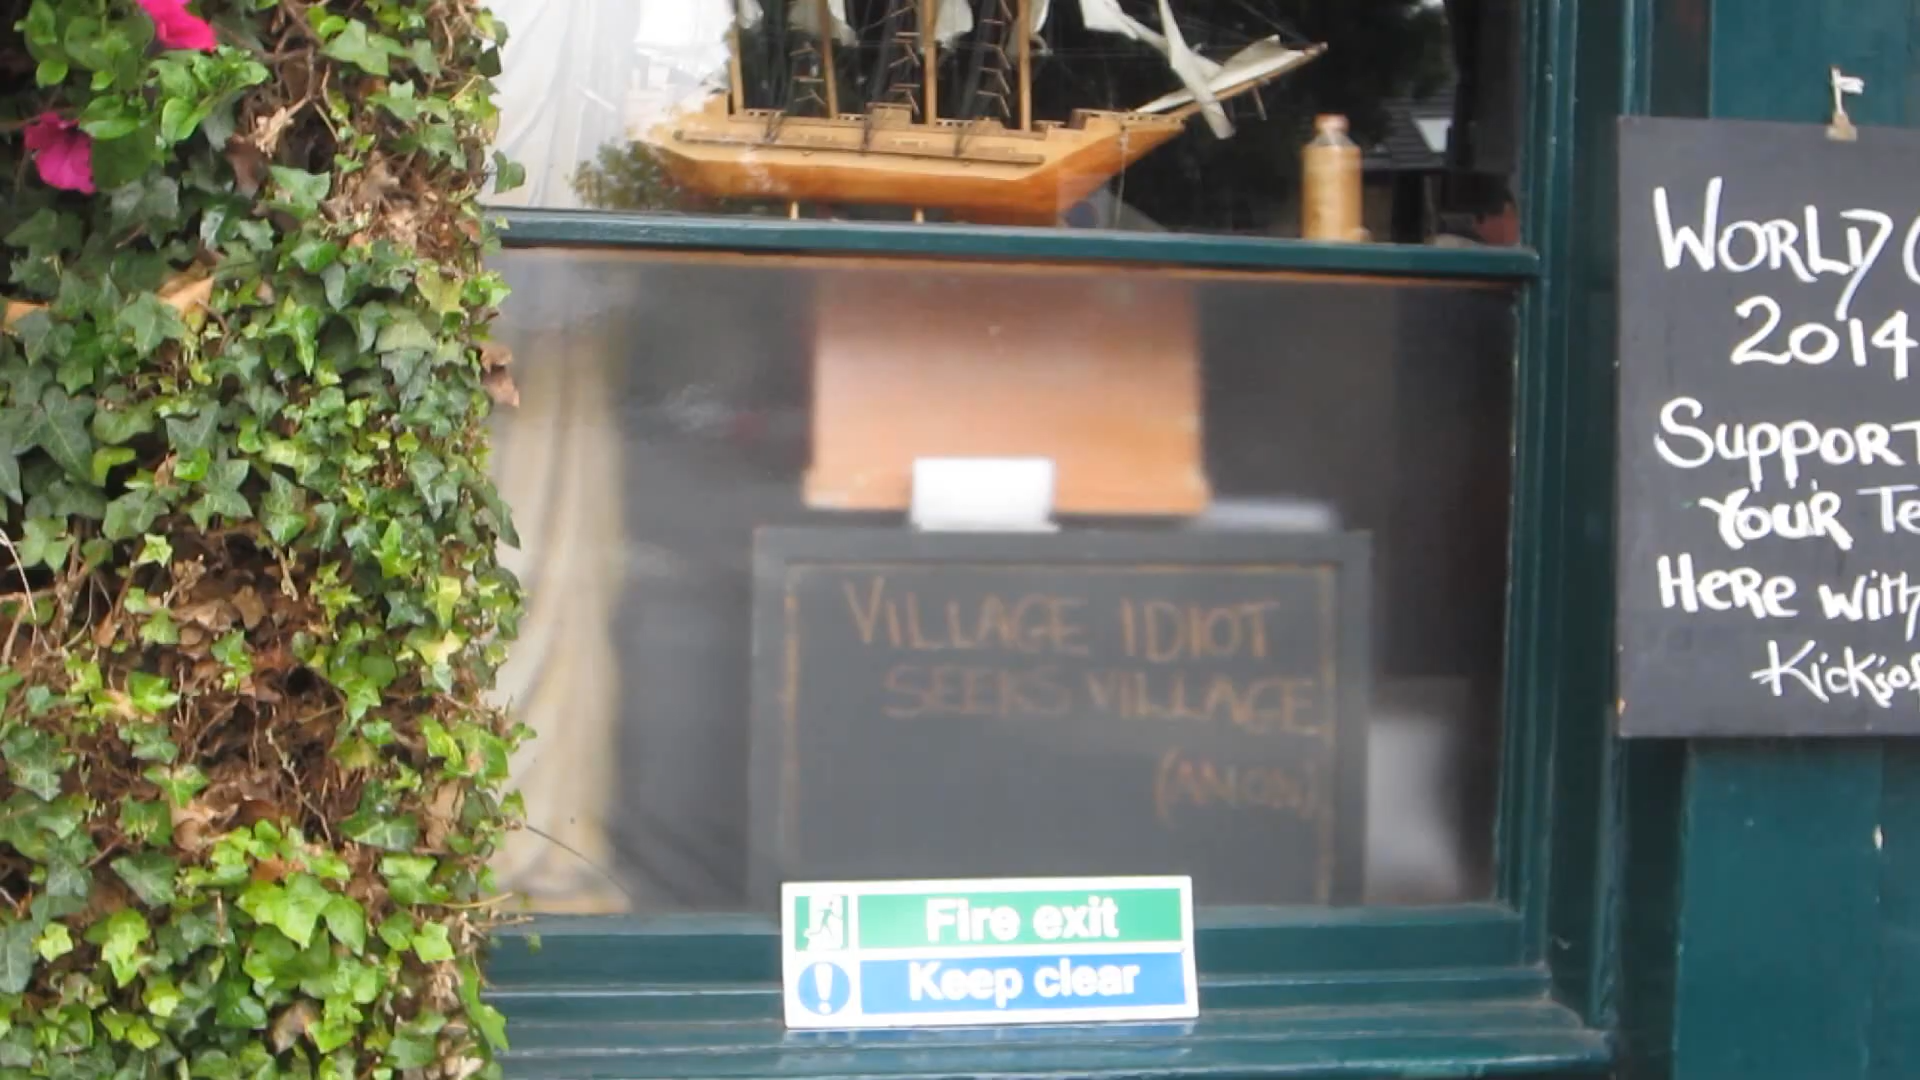 VILLAGE IDIOT
SEEKS VILLAGE
(ANON)
Fire exit
Keep clear
WORLD
2014
SUPPORT
YOUR
HERE With